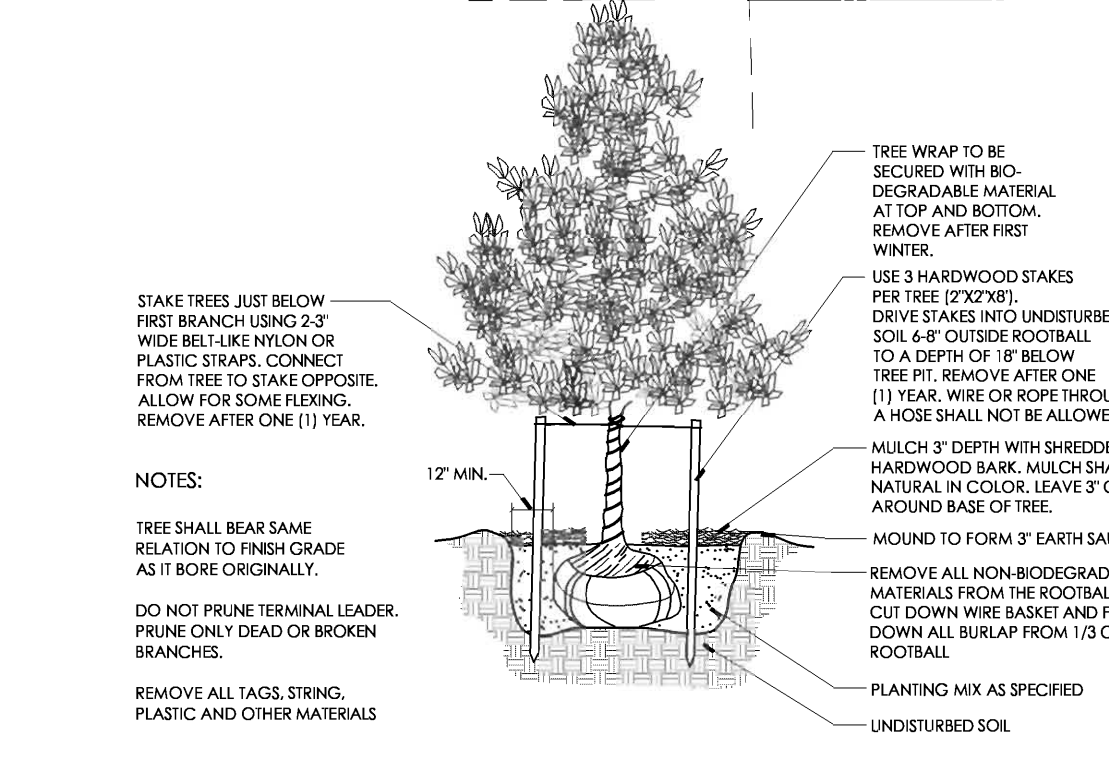 TREE WRAP TO BE
SECURED WITH BIO-
DEGRADABLE MATERIAL
AT TOP AND BOTTOM.
REMOVE AFTER FIRST
WINTER.
USE 3 HARDWOOD STAKES
PER TREE (2"X2"X8').
DRIVE STAKES INTO UNDISTURBE
SOIL 6-8" OUTSIDE ROOTBALL
TO A DEPTH OF 18" BELOW
TREE PIT. REMOVE AFTER ONE
(1) YEAR. WIRE OR ROPE THROU
A HOSE SHALL NOT BE ALLOWE
STAKE TREES JUST BELOW
FIRST BRANCH USING 2-3"
WIDE BELT-LIKE NYLON OR
PLASTIC STRAPS. CONNECT
FROM TREE TO STAKE OPPOSITE.
ALLOW FOR SOME FLEXING.
REMOVE AFTER ONE (1) YEAR.
12" MIN.
MULCH 3" DEPTH WITH SHREDDE
HARDWOOD BARK. MULCH SHA
NATURAL IN COLOR. LEAVE 3" C
AROUND BASE OF TREE.
MOUND TO FORM 3" EARTH SAU
REMOVE ALL NON-BIODEGRAD
MATERIALS FROM THE ROOTBAL
CUT DOWN WIRE BASKET AND F
DOWN ALL BURLAP FROM 1/3 O
ROOTBALL
PLANTING MIX AS SPECIFIED
UNDISTURBED SOIL
NOTES:
TREE SHALL BEAR SAME
RELATION TO FINISH GRADE
AS IT BORE ORIGINALLY.
DO NOT PRUNE TERMINAL LEADER.
PRUNE ONLY DEAD OR BROKEN
BRANCHES.
REMOVE ALL TAGS, STRING,
PLASTIC AND OTHER MATERIALS